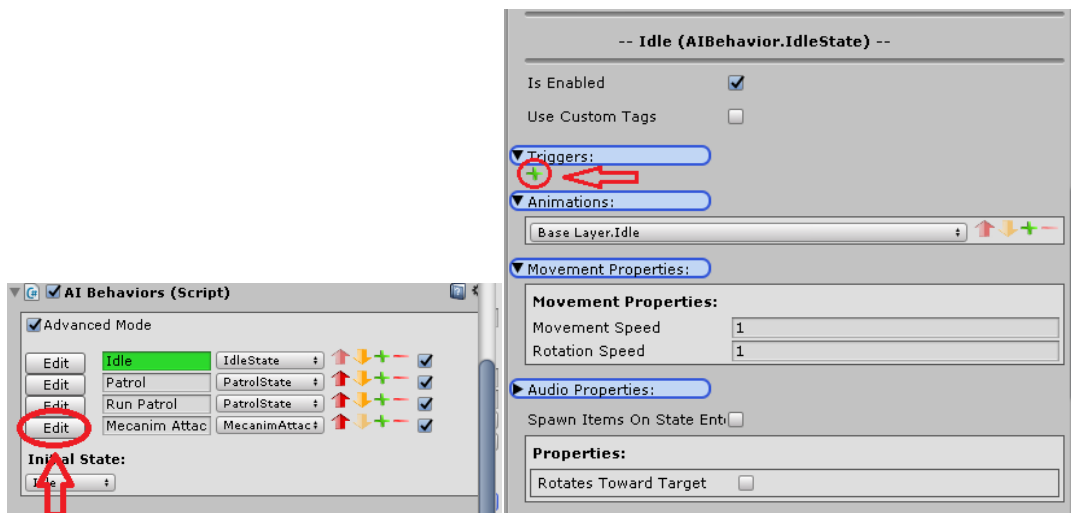 AI Behaviors (Script)
Advanced Mode
Edit Idle IdleState
Edit Patrol PatrolState
Edit Run Patrol PatrolState
Edit Mecanim Attac MecanimAttac
Initial State:
Idle
-- Idle (AIBehavior.IdleState) --
Is Enabled
Use Custom Tags
Triggers:
Animations:
Base Layer.Idle
Movement Properties:
Movement Properties:
Movement Speed 1
Rotation Speed 1
Audio Properties:
Spawn Items On State Ent
Properties:
Rotates Toward Target